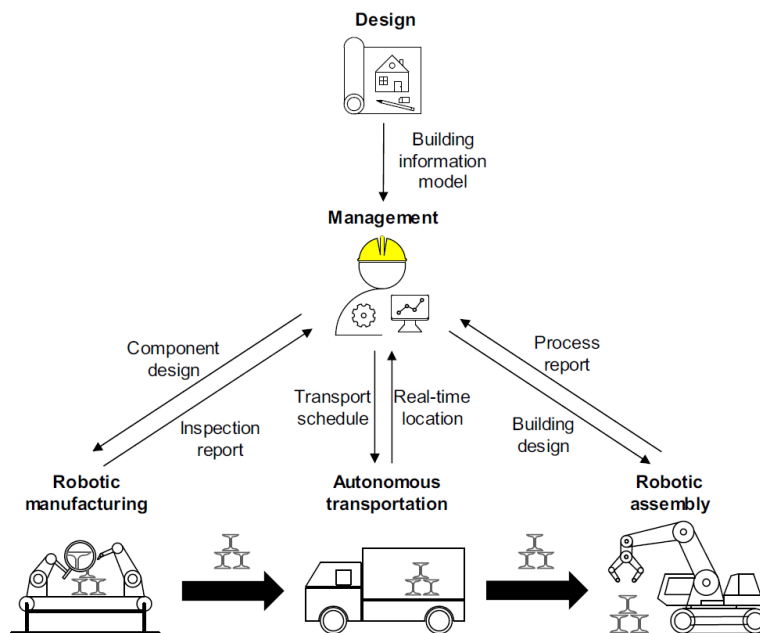 Design
Building
information
model
Management
Component
design
Inspection
report
Transport
schedule
Real-time
location
Process
report
Building
design
Robotic
manufacturing
Autonomous
transportation
Robotic
assembly